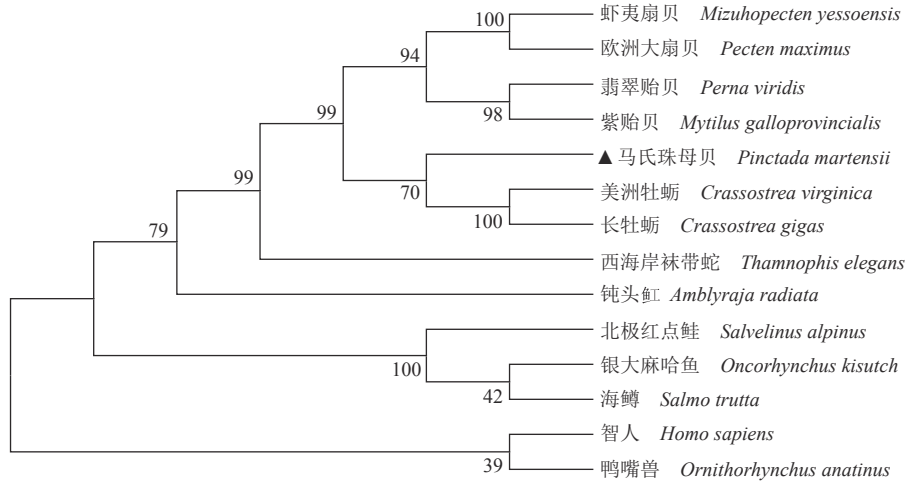 100
虾夷扇贝 Mizuhopecten yessoensis
欧洲大扇贝 Pecten maximus
94
翡翠贻贝 Perna viridis
98
紫贻贝 Mytilus galloprovincialis
99
▲马氏珠母贝 Pinctada martensii
70
美洲牡蛎 Crassostrea virginica
100
长牡蛎 Crassostrea gigas
99
西海岸袜带蛇 Thamnophis elegans
79
钝头魟 Amblyraja radiata
北极红点鲑 Salvelinus alpinus
100
银大麻哈鱼 Oncorhynchus kisutch
42
海鳟 Salmo trutta
智人 Homo sapiens
39
鸭嘴兽 Ornithorhynchus anatinus